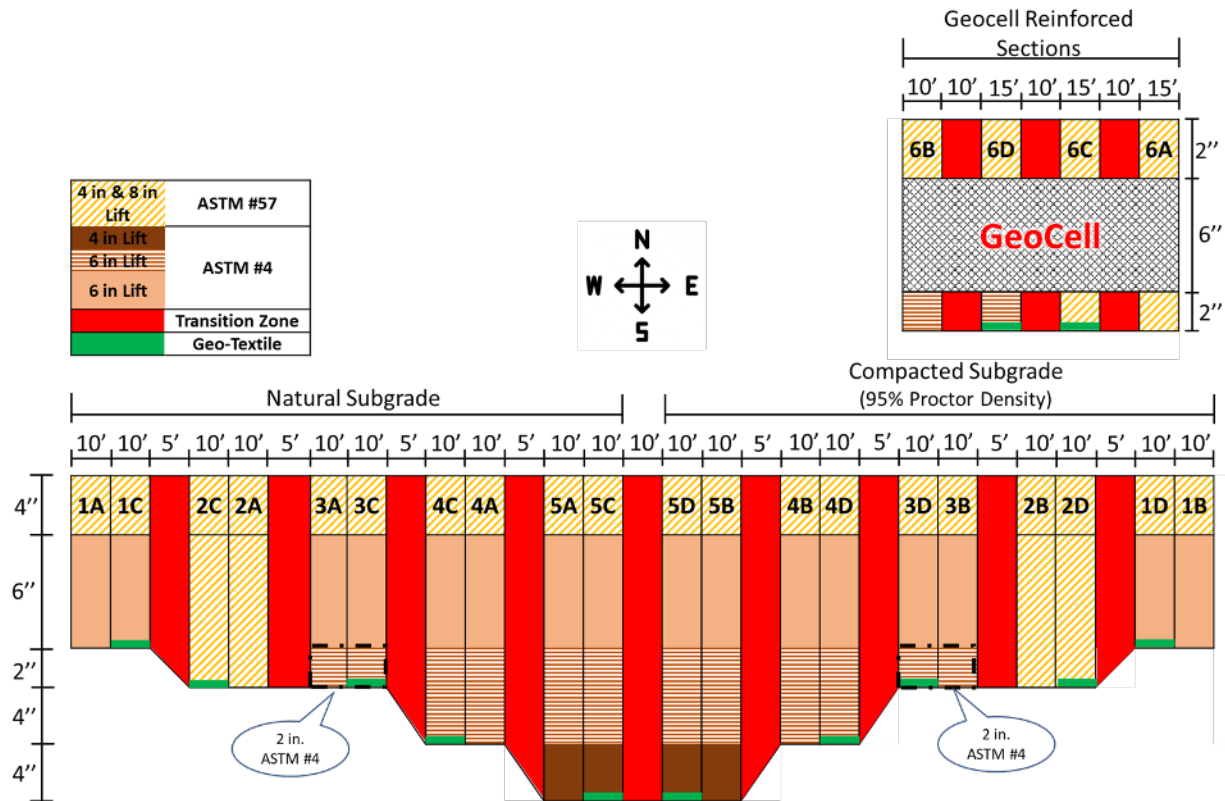 Geocell Reinforced
Sections
10’ 10’ 15’ 10’ 15’ 10’ 15’
6B 6D 6C 6A
2’’
GeoCell
6’’
2’’
4 in & 8 in
Lift
ASTM #57
4 in Lift
6 in Lift
ASTM #4
6 in Lift
Transition Zone
Geo-Textile
N
W E
S
Natural Subgrade
Compacted Subgrade
(95% Proctor Density)
10’ 10’ 5’ 10’ 10’ 5’ 10’ 10’ 5’ 10’ 10’ 5’ 10’ 10’ 10’ 10’ 10’ 5’ 10’ 10’ 5’ 10’ 10’ 5’ 10’ 10’ 5’ 10’ 10’
4’’
1A 1C 2C 2A 3A 3C 4C 4A 5A 5C 5D 5B 4B 4D 3D 3B 2B 2D 1D 1B
6’’
2’’
4’’
4’’
2 in.
ASTM #4
2 in.
ASTM #4